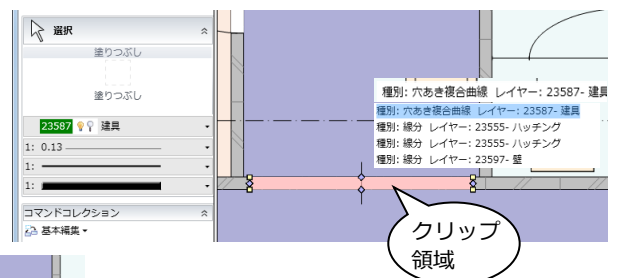 選択
塗りつぶし
塗りつぶし
23587 建具
1: 0.13
1:
1:
コマンドコレクション
基本編集
種別: 穴あき複合曲線 レイヤー: 23587- 建具
種別: 穴あき複合曲線 レイヤー: 23587- 建具
種別: 線分 レイヤー: 23555- ハッチング
種別: 線分 レイヤー: 23555- ハッチング
種別: 線分 レイヤー: 23597- 壁
クリップ
領域